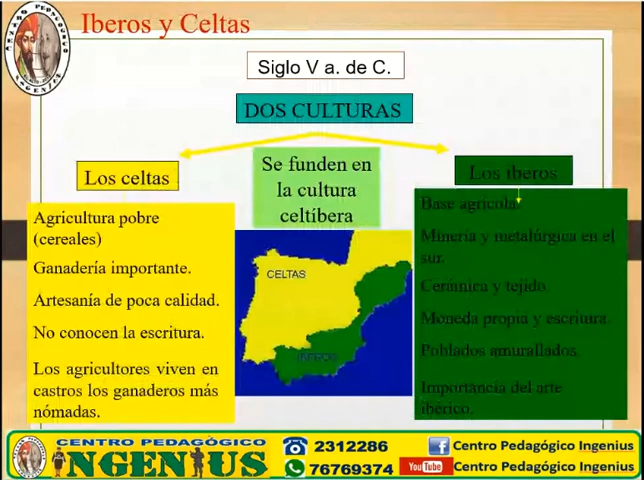 Iberos y Celtas
Siglo V a. de C.
DOS CULTURAS
Los celtas
Agricultura pobre
(cereales)
Ganadería importante.
Artesanía de poca calidad.
No conocen la escritura.
Los agricultores viven en
castros los ganaderos más
nómadas.
Se funden en
la cultura
celtíbera
CELTAS
IBEROS
Los iberos
Base agrícola.
Minería y metalúrgica en el
sur.
Cerámica y tejido.
Moneda propia y escritura.
Poblados amurallados.
Importancia del arte
ibérico.
CENTRO PEDAGÓGICO
INGENIUS
2312286
76769374
Centro Pedagógico Ingenius
YouTube Centro Pedagógico Ingenius